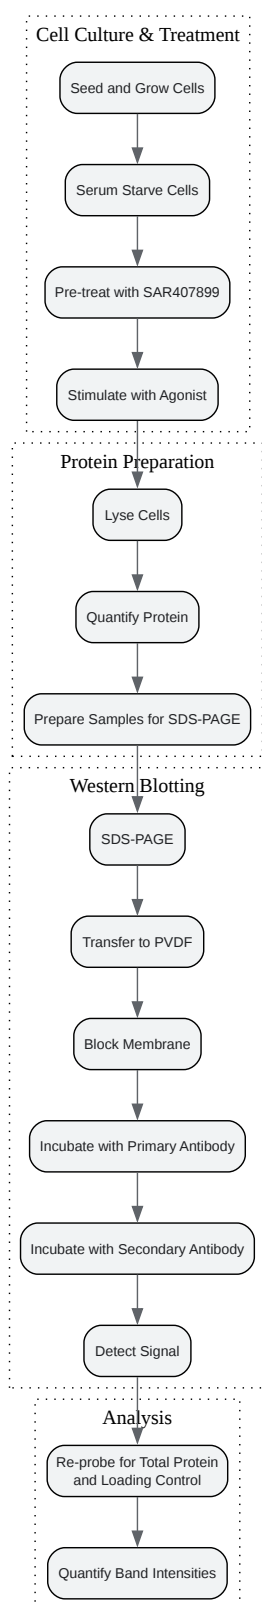 Cell Culture & Treatment
Seed and Grow Cells
Serum Starve Cells
Pre-treat with SAR407899
Stimulate with Agonist
Protein Preparation
Lyse Cells
Quantify Protein
Prepare Samples for SDS-PAGE
Western Blotting
SDS-PAGE
Transfer to PVDF
Block Membrane
Incubate with Primary Antibody
Incubate with Secondary Antibody
Detect Signal
Analysis
Re-probe for Total Protein
and Loading Control
Quantify Band Intensities